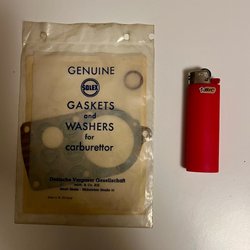 GENUINE
SOLEX
GASKETS
and
WASHERS
for
carburettor
Deutsche Vergaser Gesellschaft
BIC